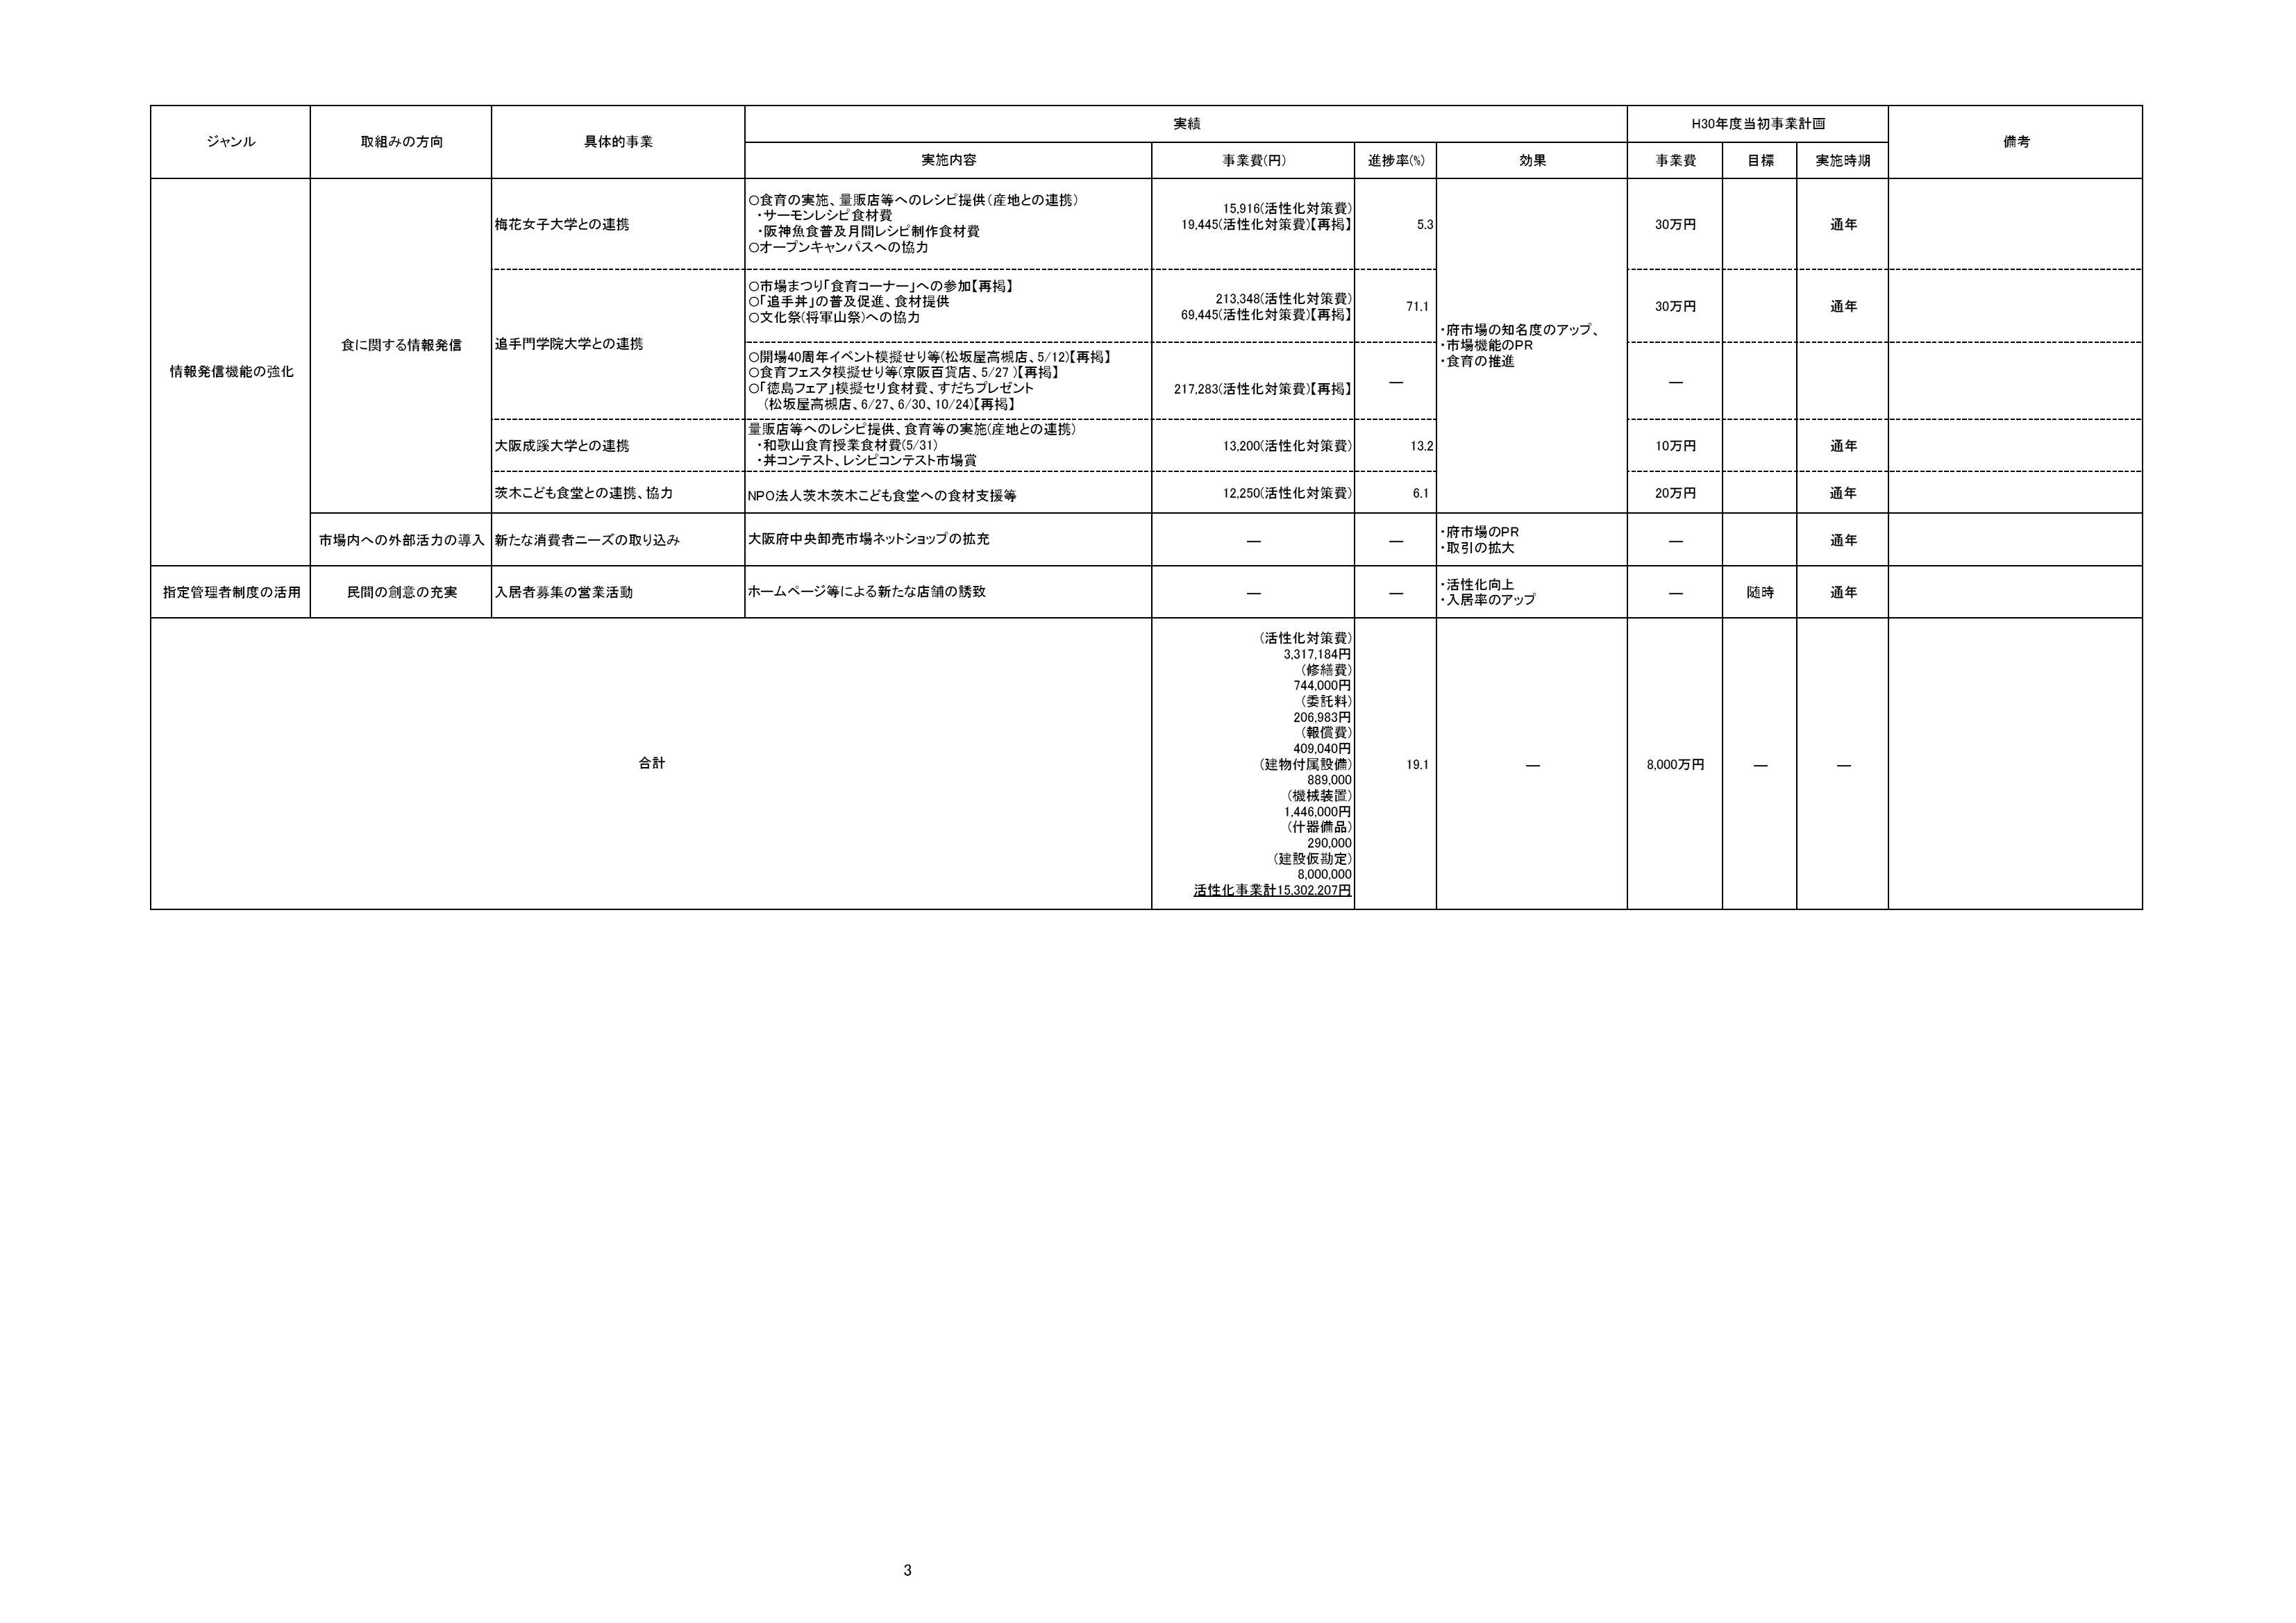 ジャンル
取組みの方向
具体的事業
実績
H30年度当初事業計画
備考
実施内容
事業費(円)
進捗率(%)
効果
事業費
目標
実施時期
情報発信機能の強化
食に関する情報発信
梅花女子大学との連携
○食育の実施、量販店等へのレシピ提供(産地との連携)
・サーモンレシピ食材費
・阪神魚食普及月間レシピ制作食材費
○オープンキャンパスへの協力
15,916(活性化対策費)
19,445(活性化対策費)【再掲】
5.3
・府市場の知名度のアップ、
・市場機能のPR
・食育の推進
30万円
通年
追手門学院大学との連携
○市場まつり「食育コーナー」への参加【再掲】
○「追手丼」の普及促進、食材提供
○文化祭(将軍山祭)への協力
213,348(活性化対策費)
69,445(活性化対策費)【再掲】
71.1
30万円
通年
○開場40周年イベント模擬せり等(松坂屋高槻店、5/12)【再掲】
○食育フェスタ模擬せり等(京阪百貨店、5/27 )【再掲】
○「徳島フェア」模擬セリ食材費、すだちプレゼント
(松坂屋高槻店、6/27、6/30、10/24)【再掲】
217,283(活性化対策費)【再掲】
―
―
大阪成蹊大学との連携
量販店等へのレシピ提供、食育等の実施(産地との連携)
・和歌山食育授業食材費(5/31)
・丼コンテスト、レシピコンテスト市場賞
13,200(活性化対策費)
13.2
10万円
通年
茨木こども食堂との連携、協力
NPO法人茨木茨木こども食堂への食材支援等
12,250(活性化対策費)
6.1
20万円
通年
市場内への外部活力の導入
新たな消費者ニーズの取り込み
大阪府中央卸売市場ネットショップの拡充
―
―
・府市場のPR
・取引の拡大
―
通年
指定管理者制度の活用
民間の創意の充実
入居者募集の営業活動
ホームページ等による新たな店舗の誘致
―
―
・活性化向上
・入居率のアップ
―
随時
通年
合計
(活性化対策費)
3,317,184円
(修繕費)
744,000円
(委託料)
206,983円
(報償費)
409,040円
(建物付属設備)
889,000
(機械装置)
1,446,000円
(什器備品)
290,000
(建設仮勘定)
8,000,000
活性化事業計15,302,207円
19.1
―
8,000万円
―
―
3